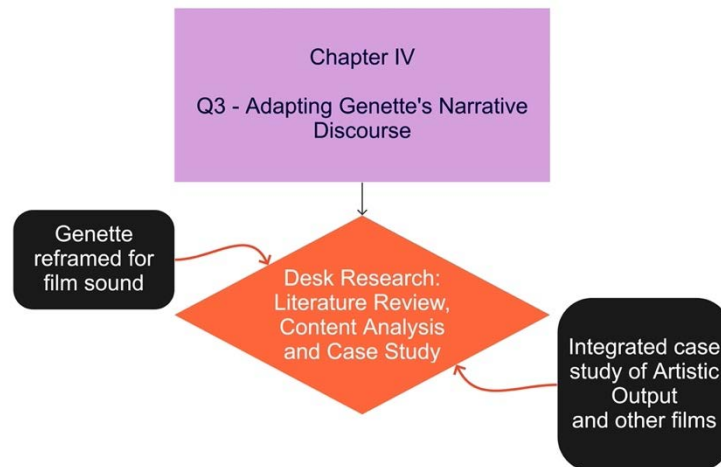 Chapter IV
Q3 - Adapting Genette's Narrative
Discourse
Genette
reframed for
film sound
Desk Research:
Literature Review,
Content Analysis
and Case Study
Integrated case
study of Artistic
Output
and other films